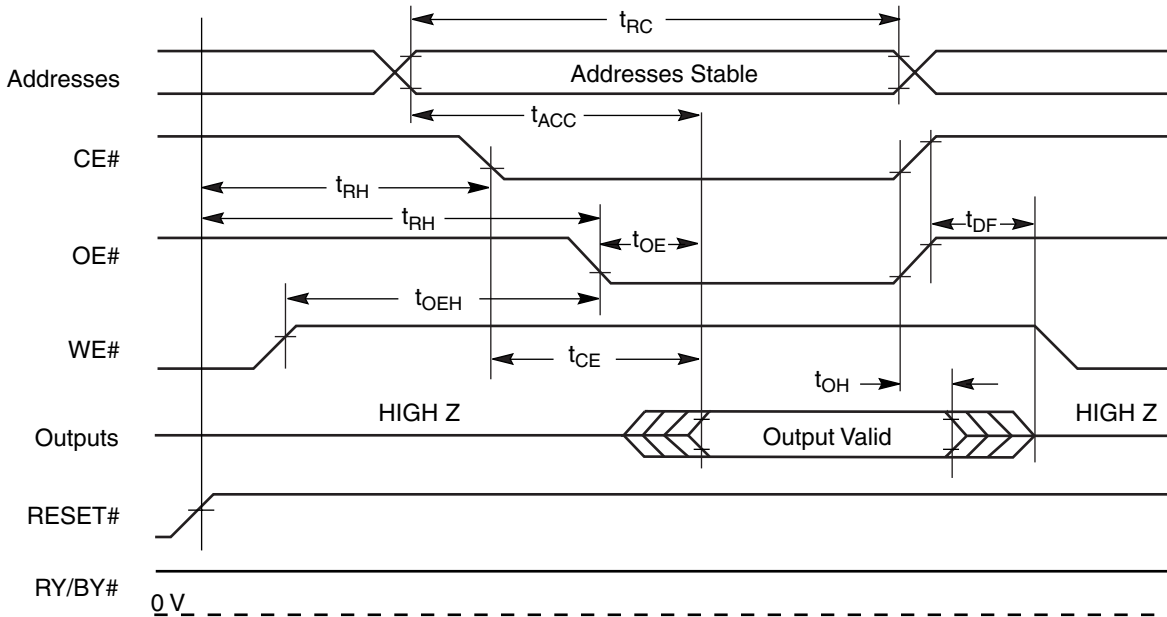 tRC
Addresses
Addresses Stable
tACC
CE#
tRH
tRH
OE#
tOE
tDF
tOEH
WE#
tCE
tOH
HIGH Z
HIGH Z
Outputs
Output Valid
RESET#
RY/BY#
0 V